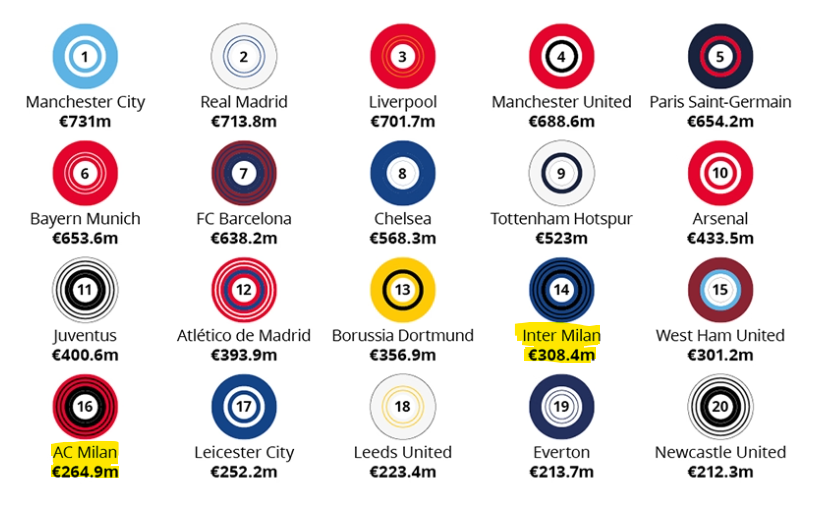 1 2 3 4 5
Manchester City Real Madrid Liverpool Manchester United Paris Saint-Germain
€731m €713.8m €701.7m €688.6m €654.2m
6 7 8 9 10
Bayern Munich FC Barcelona Chelsea Tottenham Hotspur Arsenal
€653.6m €638.2m €568.3m €523m €433.5m
11 12 13 14 15
Juventus Atlético de Madrid Borussia Dortmund Inter Milan West Ham United
€400.6m €393.9m €356.9m €308.4m €301.2m
16 17 18 19 20
AC Milan Leicester City Leeds United Everton Newcastle United
€264.9m €252.2m €223.4m €213.7m €212.3m